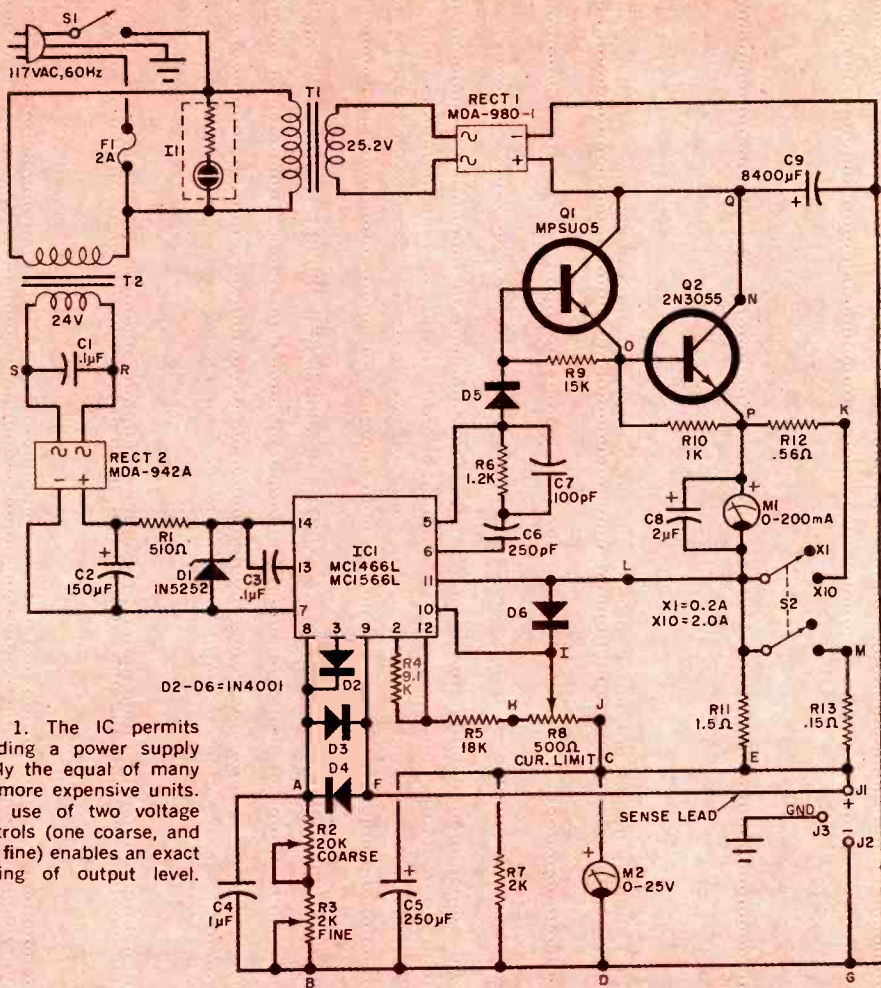 S1
117VAC,60Hz
F1
2A
I1
T1
25.2V
RECT 1
MDA-980-1
C9
8400µF
+
Q
Q1
MPSU05
Q2
2N3055
N
O
T2
24V
C1
.1µF
S
R
RECT 2
MDA-942A
- +
R9
15K
D5
R10
1K
P
R12
.56Ω
K
R6
1.2K
C7
100pF
C6
250pF
C8
2µF
+
+
M1
0-200mA
R1
510Ω
C2
150µF
+
D1
1N5252
C3
.1µF
14
13
7
IC1
MC1466L
MC1566L
5
6
11
10
8 3 9 2 12
L
X1
X10
S2
X1=0.2A
X10=2.0A
M
D6
I
D2-D6=1N4001
D2
D3
D4
R4
9.1
K
R5
18K
H
J
R8
500Ω
CUR. LIMIT
C
R11
1.5Ω
R13
.15Ω
E
A
F
SENSE LEAD
J1
+
GND
J3
-
J2
R2
20K
COARSE
R3
2K
FINE
C4
1µF
C5
250µF
+
R7
2K
+
M2
0-25V
B
D
G
1. The IC permits
ding a power supply
ly the equal of many
more expensive units.
use of two voltage
trols (one coarse, and
fine) enables an exact
ing of output level.